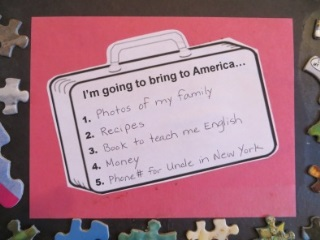 I'm going to bring to America...
1. Photos of my family
2. Recipes
3. Book to teach me English
4. Money
5. Phone# for Uncle in New York